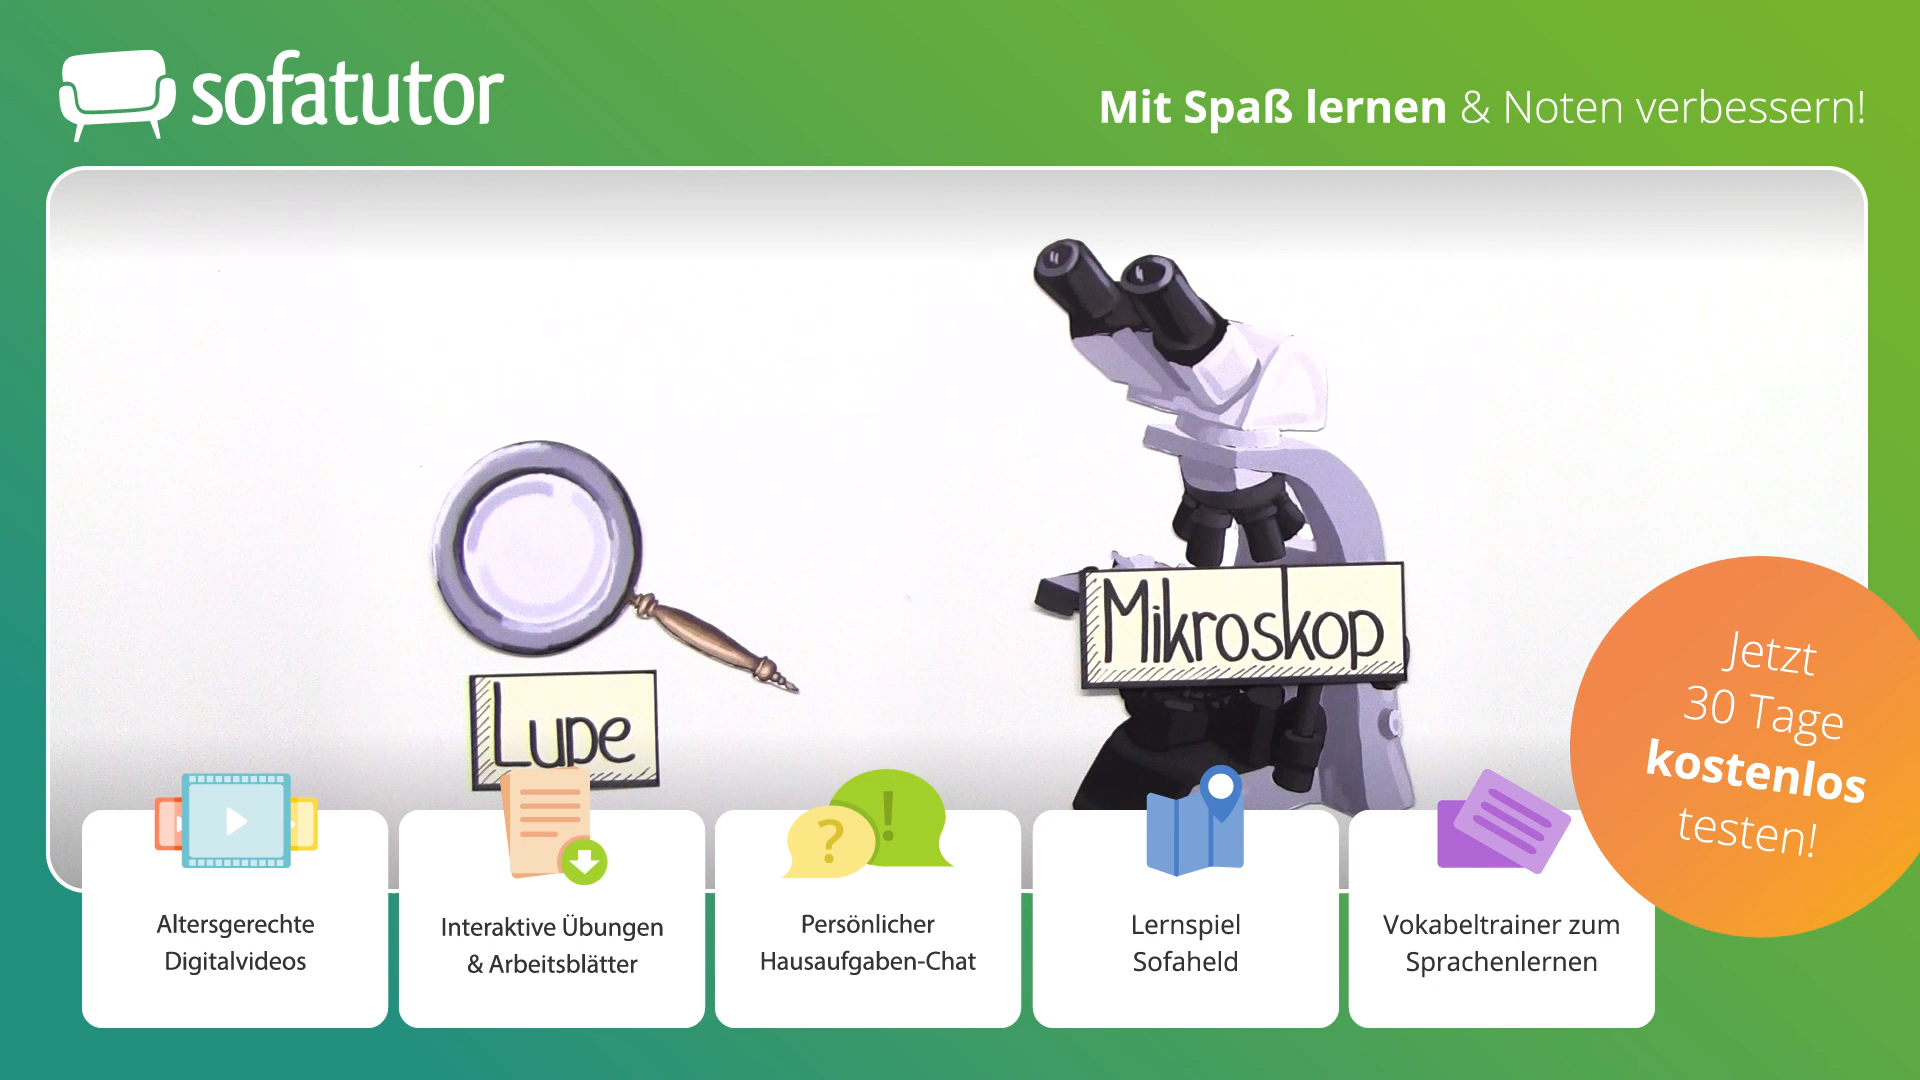 sofatutor
Mit Spaß lernen & Noten verbessern!
Lupe
Mikroskop
Jetzt
30 Tage
kostenlos
testen!
?
!
Altersgerechte
Digitalvideos
Interaktive Übungen
& Arbeitsblätter
Persönlicher
Hausaufgaben-Chat
Lernspiel
Sofaheld
Vokabeltrainer zum
Sprachenlernen